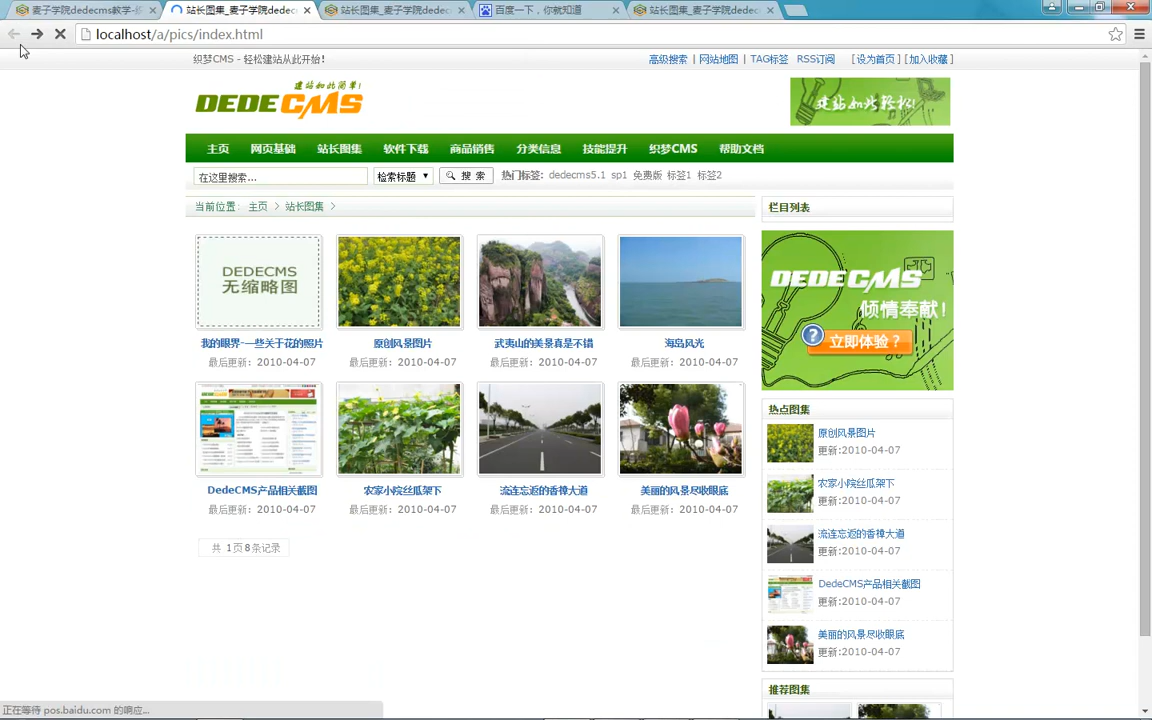 麦子学院dedecms教学-
站长图集_麦子学院dedec
站长图集_麦子学院dedec
百度一下，你就知道
站长图集_麦子学院dedec
localhost/a/pics/index.html
织梦CMS - 轻松建站从此开始！
高级搜索 | 网站地图 | TAG标签 RSS订阅 [设为首页] [加入收藏]
建站如此简单!
DEDECMS
建站如此轻松!
主页 网页基础 站长图集 软件下载 商品销售 分类信息 技能提升 织梦CMS 帮助文档
在这里搜索... 检索标题 搜 索 热门标签: dedecms5.1 sp1 免费版 标签1 标签2
当前位置: 主页 > 站长图集 >
栏目列表
DEDECMS
无缩略图
我的眼界-一些关于花的照片
最后更新：2010-04-07
原创风景图片
最后更新：2010-04-07
武夷山的美景真是不错
最后更新：2010-04-07
海岛风光
最后更新：2010-04-07
DedeCMS产品相关截图
最后更新：2010-04-07
农家小院丝瓜架下
最后更新：2010-04-07
流连忘返的香樟大道
最后更新：2010-04-07
美丽的风景尽收眼底
最后更新：2010-04-07
共 1页8条记录
DEDECMS
倾情奉献!
? 立即体验？
热点图集
原创风景图片
更新:2010-04-07
农家小院丝瓜架下
更新:2010-04-07
流连忘返的香樟大道
更新:2010-04-07
DedeCMS产品相关截图
更新:2010-04-07
美丽的风景尽收眼底
更新:2010-04-07
推荐图集
正在等待 pos.baidu.com 的响应...